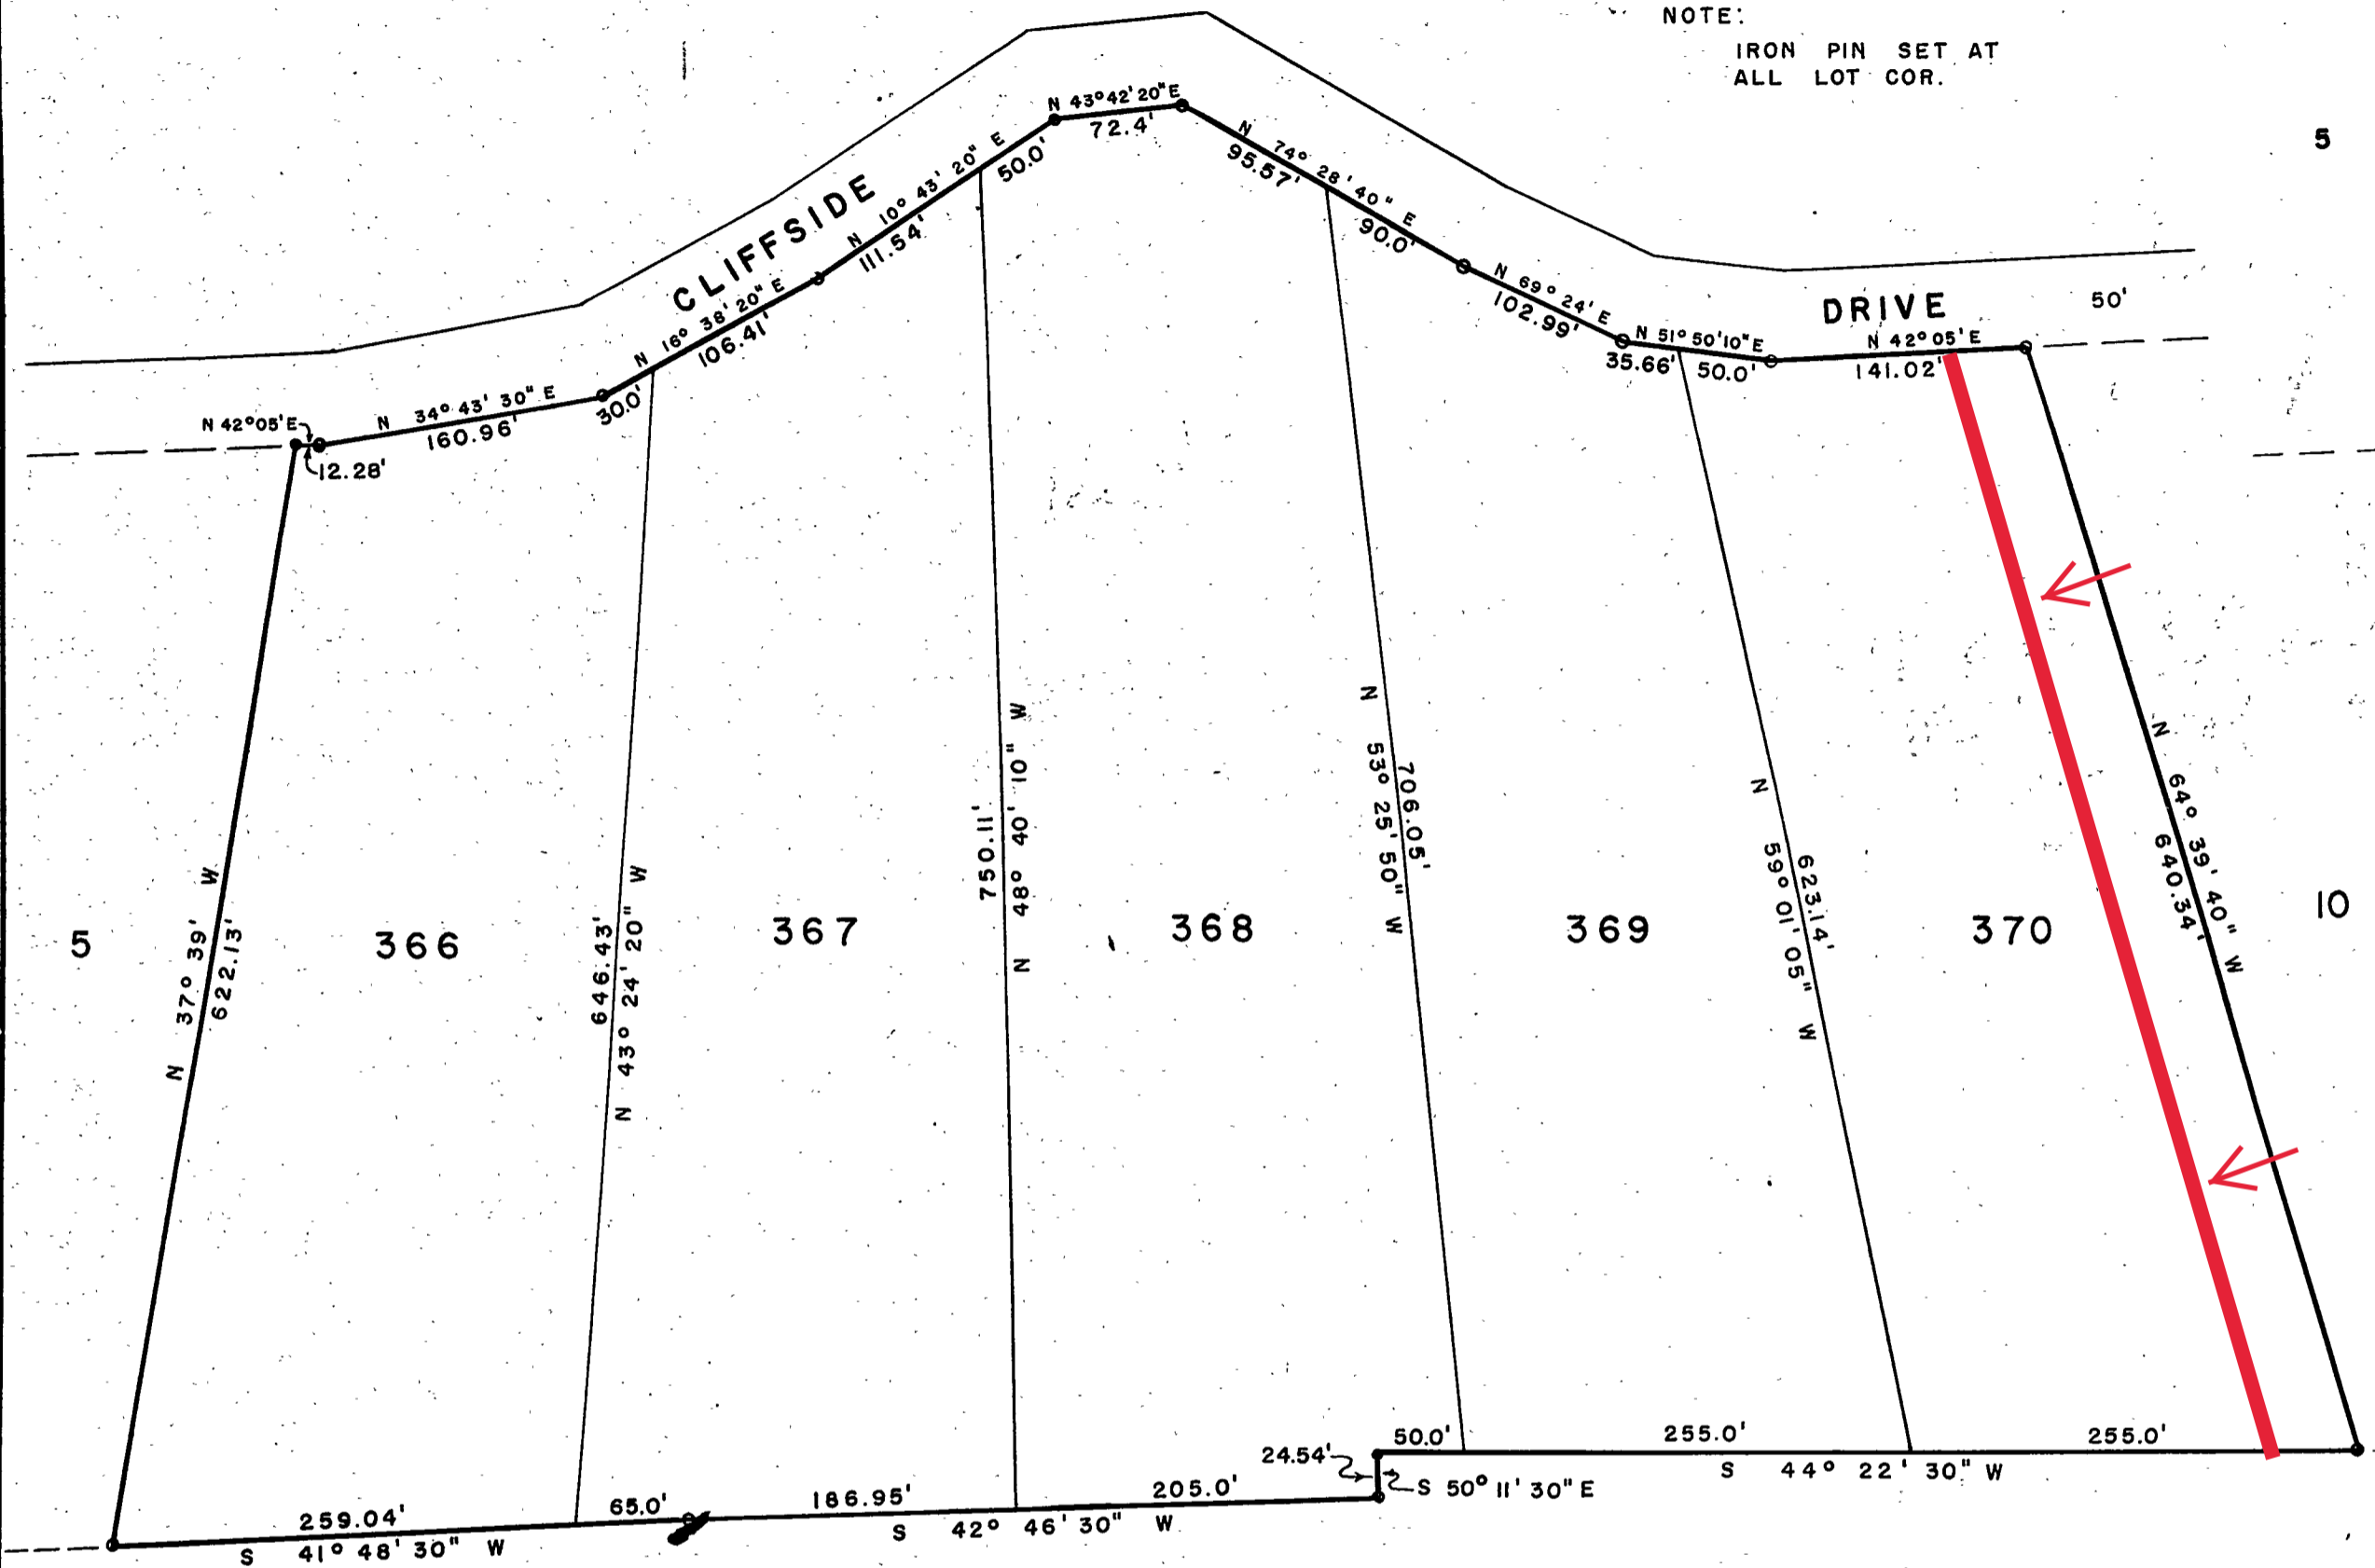 NOTE:
IRON PIN SET AT
ALL LOT COR.
5
N 43°42'20"E
72.4'
N 74° 28' 40" E
95.57'
90.0'
N 10° 43' 20" E
50.0'
111.54'
CLIFFSIDE
N 16° 38' 20" E
106.41'
30.0'
N 69° 24' E
102.99'
DRIVE
50'
N 51° 50'10"E
35.66' 50.0'
N 42° 05' E
141.02'
N 34° 43' 30" E
160.96'
N 42°05'E
12.28'
5
N 37° 39' W
622.13'
366
646.43'
N 43° 24' 20" W
367
750.11'
N 48° 40' 10" W
368
N 53° 25' 50" W
706.05'
369
N 59° 01' 05" W
623.14'
370
N 64° 39' 40" W
640.34'
10
24.54'
50.0'
255.0'
255.0'
S 44° 22' 30" W
S 50° 11' 30" E
259.04'
65.0'
186.95'
205.0'
S 41° 48' 30" W
S 42° 46' 30" W